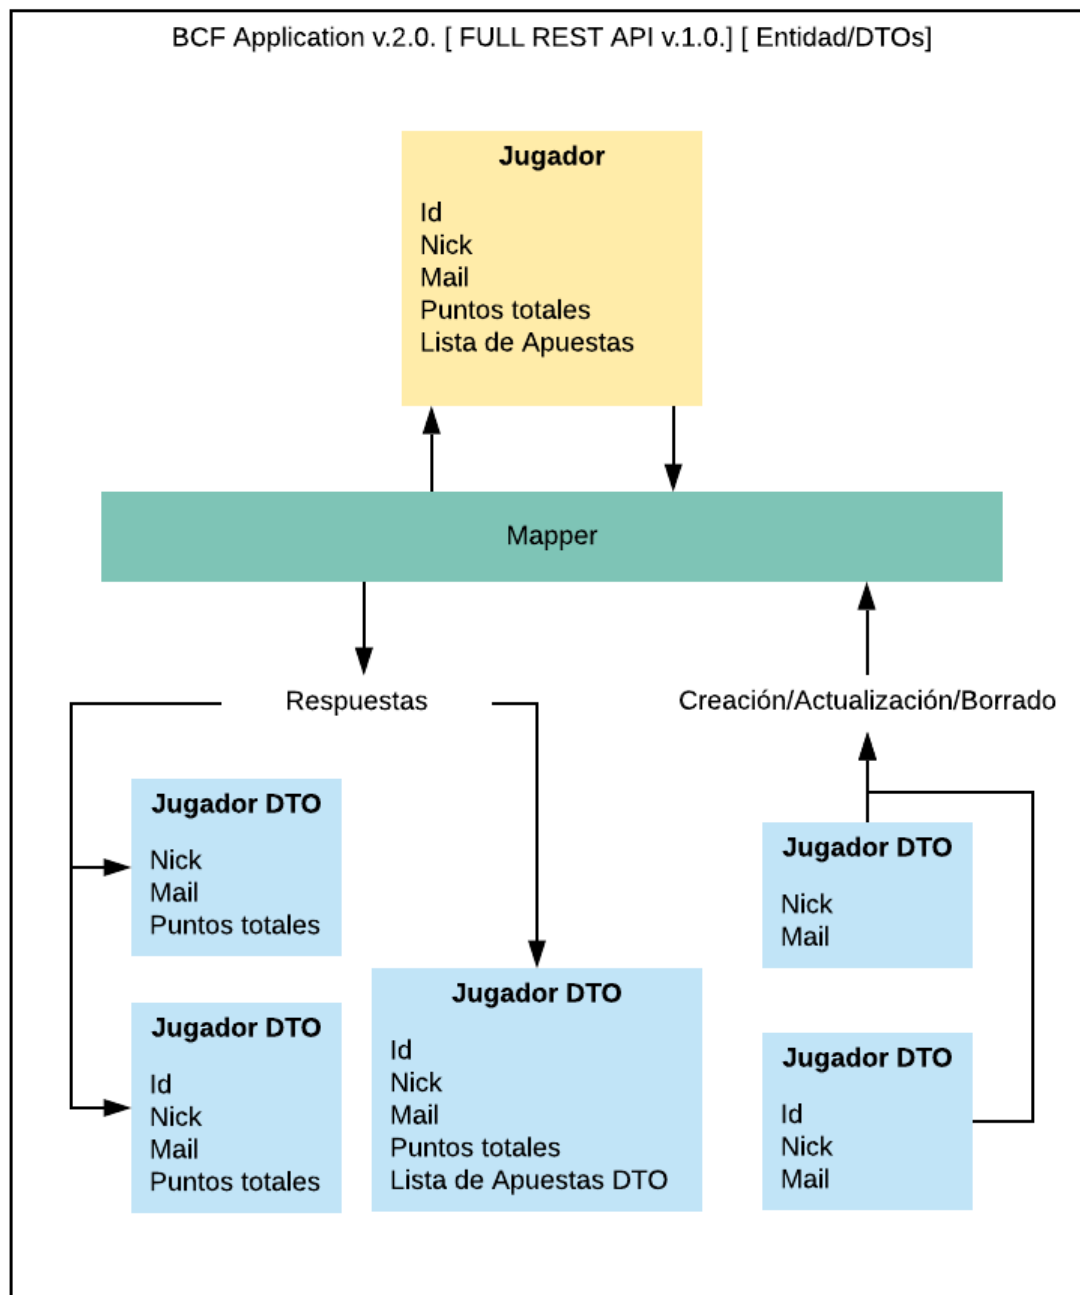 BCF Application v.2.0. [ FULL REST API v.1.0.] [ Entidad/DTOs]
Jugador
Id
Nick
Mail
Puntos totales
Lista de Apuestas
Mapper
Respuestas
Creación/Actualización/Borrado
Jugador DTO
Nick
Mail
Puntos totales
Jugador DTO
Id
Nick
Mail
Puntos totales
Jugador DTO
Id
Nick
Mail
Puntos totales
Lista de Apuestas DTO
Jugador DTO
Nick
Mail
Jugador DTO
Id
Nick
Mail